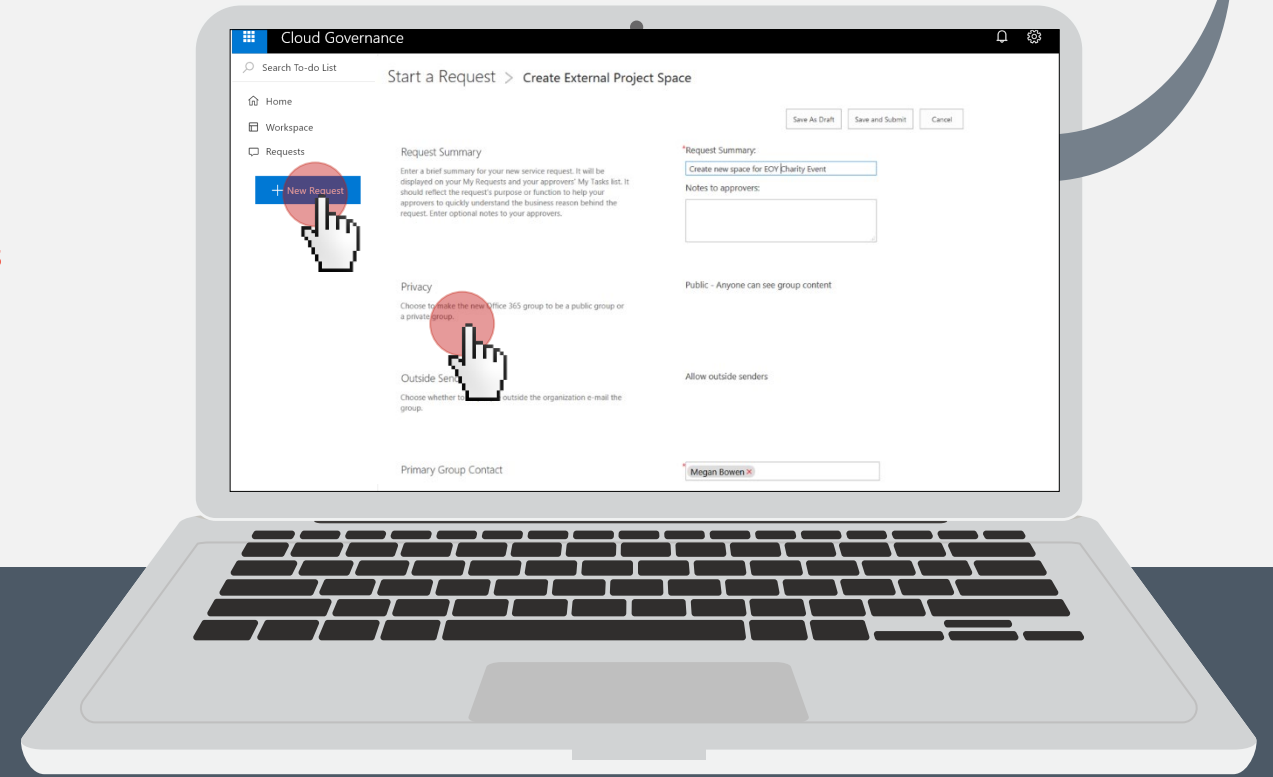 Cloud Governance
Search To-do List
Start a Request > Create External Project Space
Home
Workspace
Requests
+ New Request
Save As Draft Save and Submit Cancel
Request Summary
Enter a brief summary for your new service request. It will be
displayed on your My Requests and your approvers' My Tasks list. It
should reflect the request's purpose or function to help your
approvers to quickly understand the business reason behind the
request. Enter optional notes to your approvers.
*Request Summary:
Create new space for EOY Charity Event
Notes to approvers:
Privacy
Choose to make the new Office 365 group to be a public group or
a private group.
Public - Anyone can see group content
Outside Send
Choose whether to outside the organization e-mail the
group.
Allow outside senders
Primary Group Contact
* Megan Bowen ×